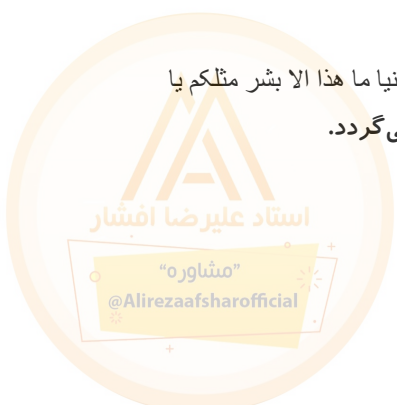 نیا ما هذا الا بشر مثلکم یا
ی‌گردد.
استاد علیرضا افشار
“مشاوره”
@Alirezaafsharofficial